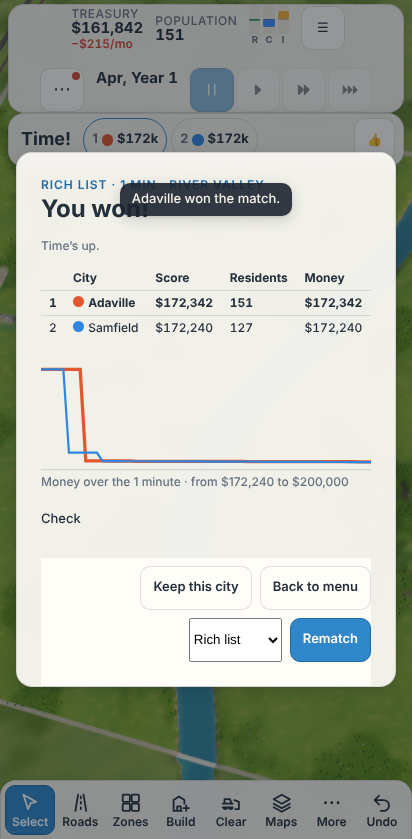 TREASURY
$161,842
−$215/mo
POPULATION
151
R C I
Apr, Year 1
Time!
1 $172k
2 $172k
RICH LIST · 1 MIN · RIVER VALLEY
You won!
Adaville won the match.
Time's up.
City Score Residents Money
1 Adaville $172,342 151 $172,342
2 Samfield $172,240 127 $172,240
Money over the 1 minute · from $172,240 to $200,000
Check
Keep this city
Back to menu
Rich list
Rematch
Select Roads Zones Build Clear Maps More Undo